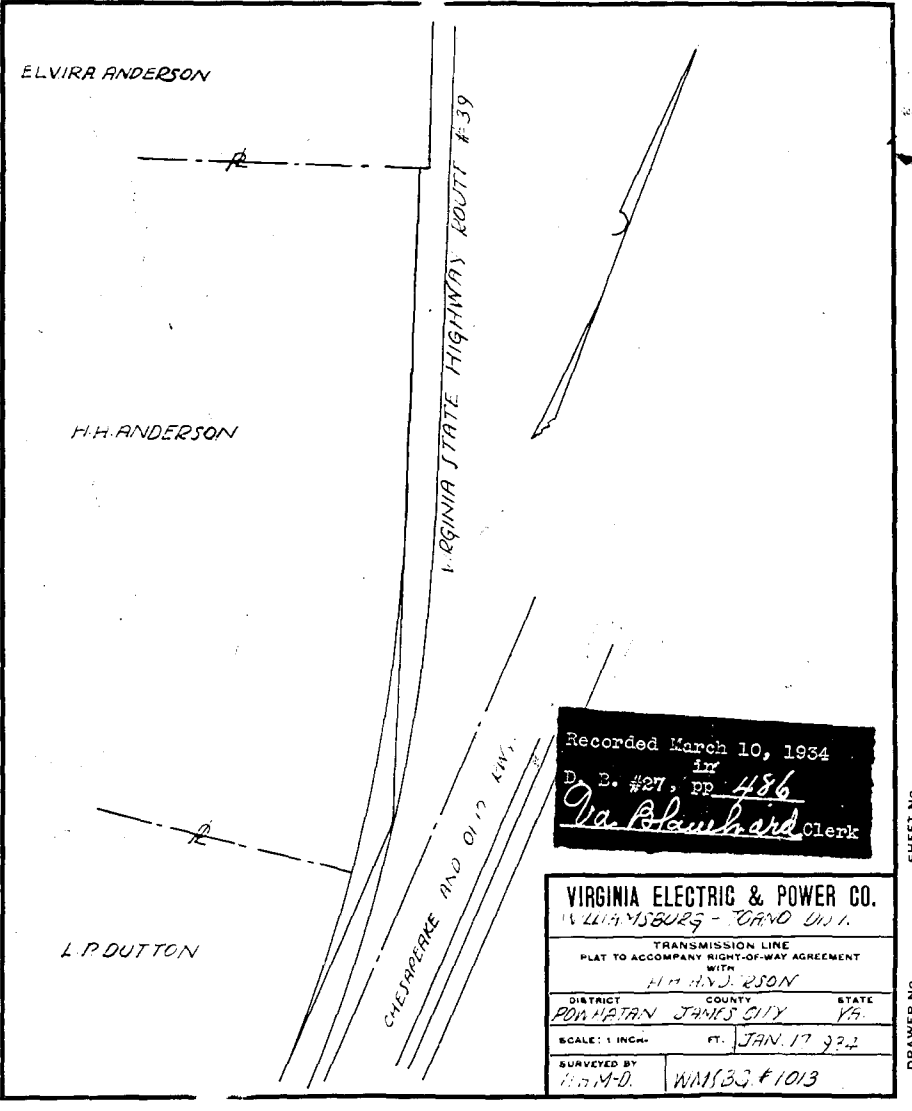 ELVIRA ANDERSON
PL
VIRGINIA STATE HIGHWAY ROUTE #39
H.H. ANDERSON
PL
L.P. DUTTON
CHESAPEAKE AND OHIO RWY.
Recorded March 10, 1934
in
D. B. #27, pp 486
Va. Blanchard Clerk
VIRGINIA ELECTRIC & POWER CO.
WILLIAMSBURG - TOANO
TRANSMISSION LINE
PLAT TO ACCOMPANY RIGHT-OF-WAY AGREEMENT
WITH
H.H. ANDERSON
DISTRICT COUNTY STATE
POWHATAN JAMES CITY VA.
SCALE: 1 INCH= FT. JAN. 17
SURVEYED BY
WMSBG. #1013
SHEET No.
DRAWER No.